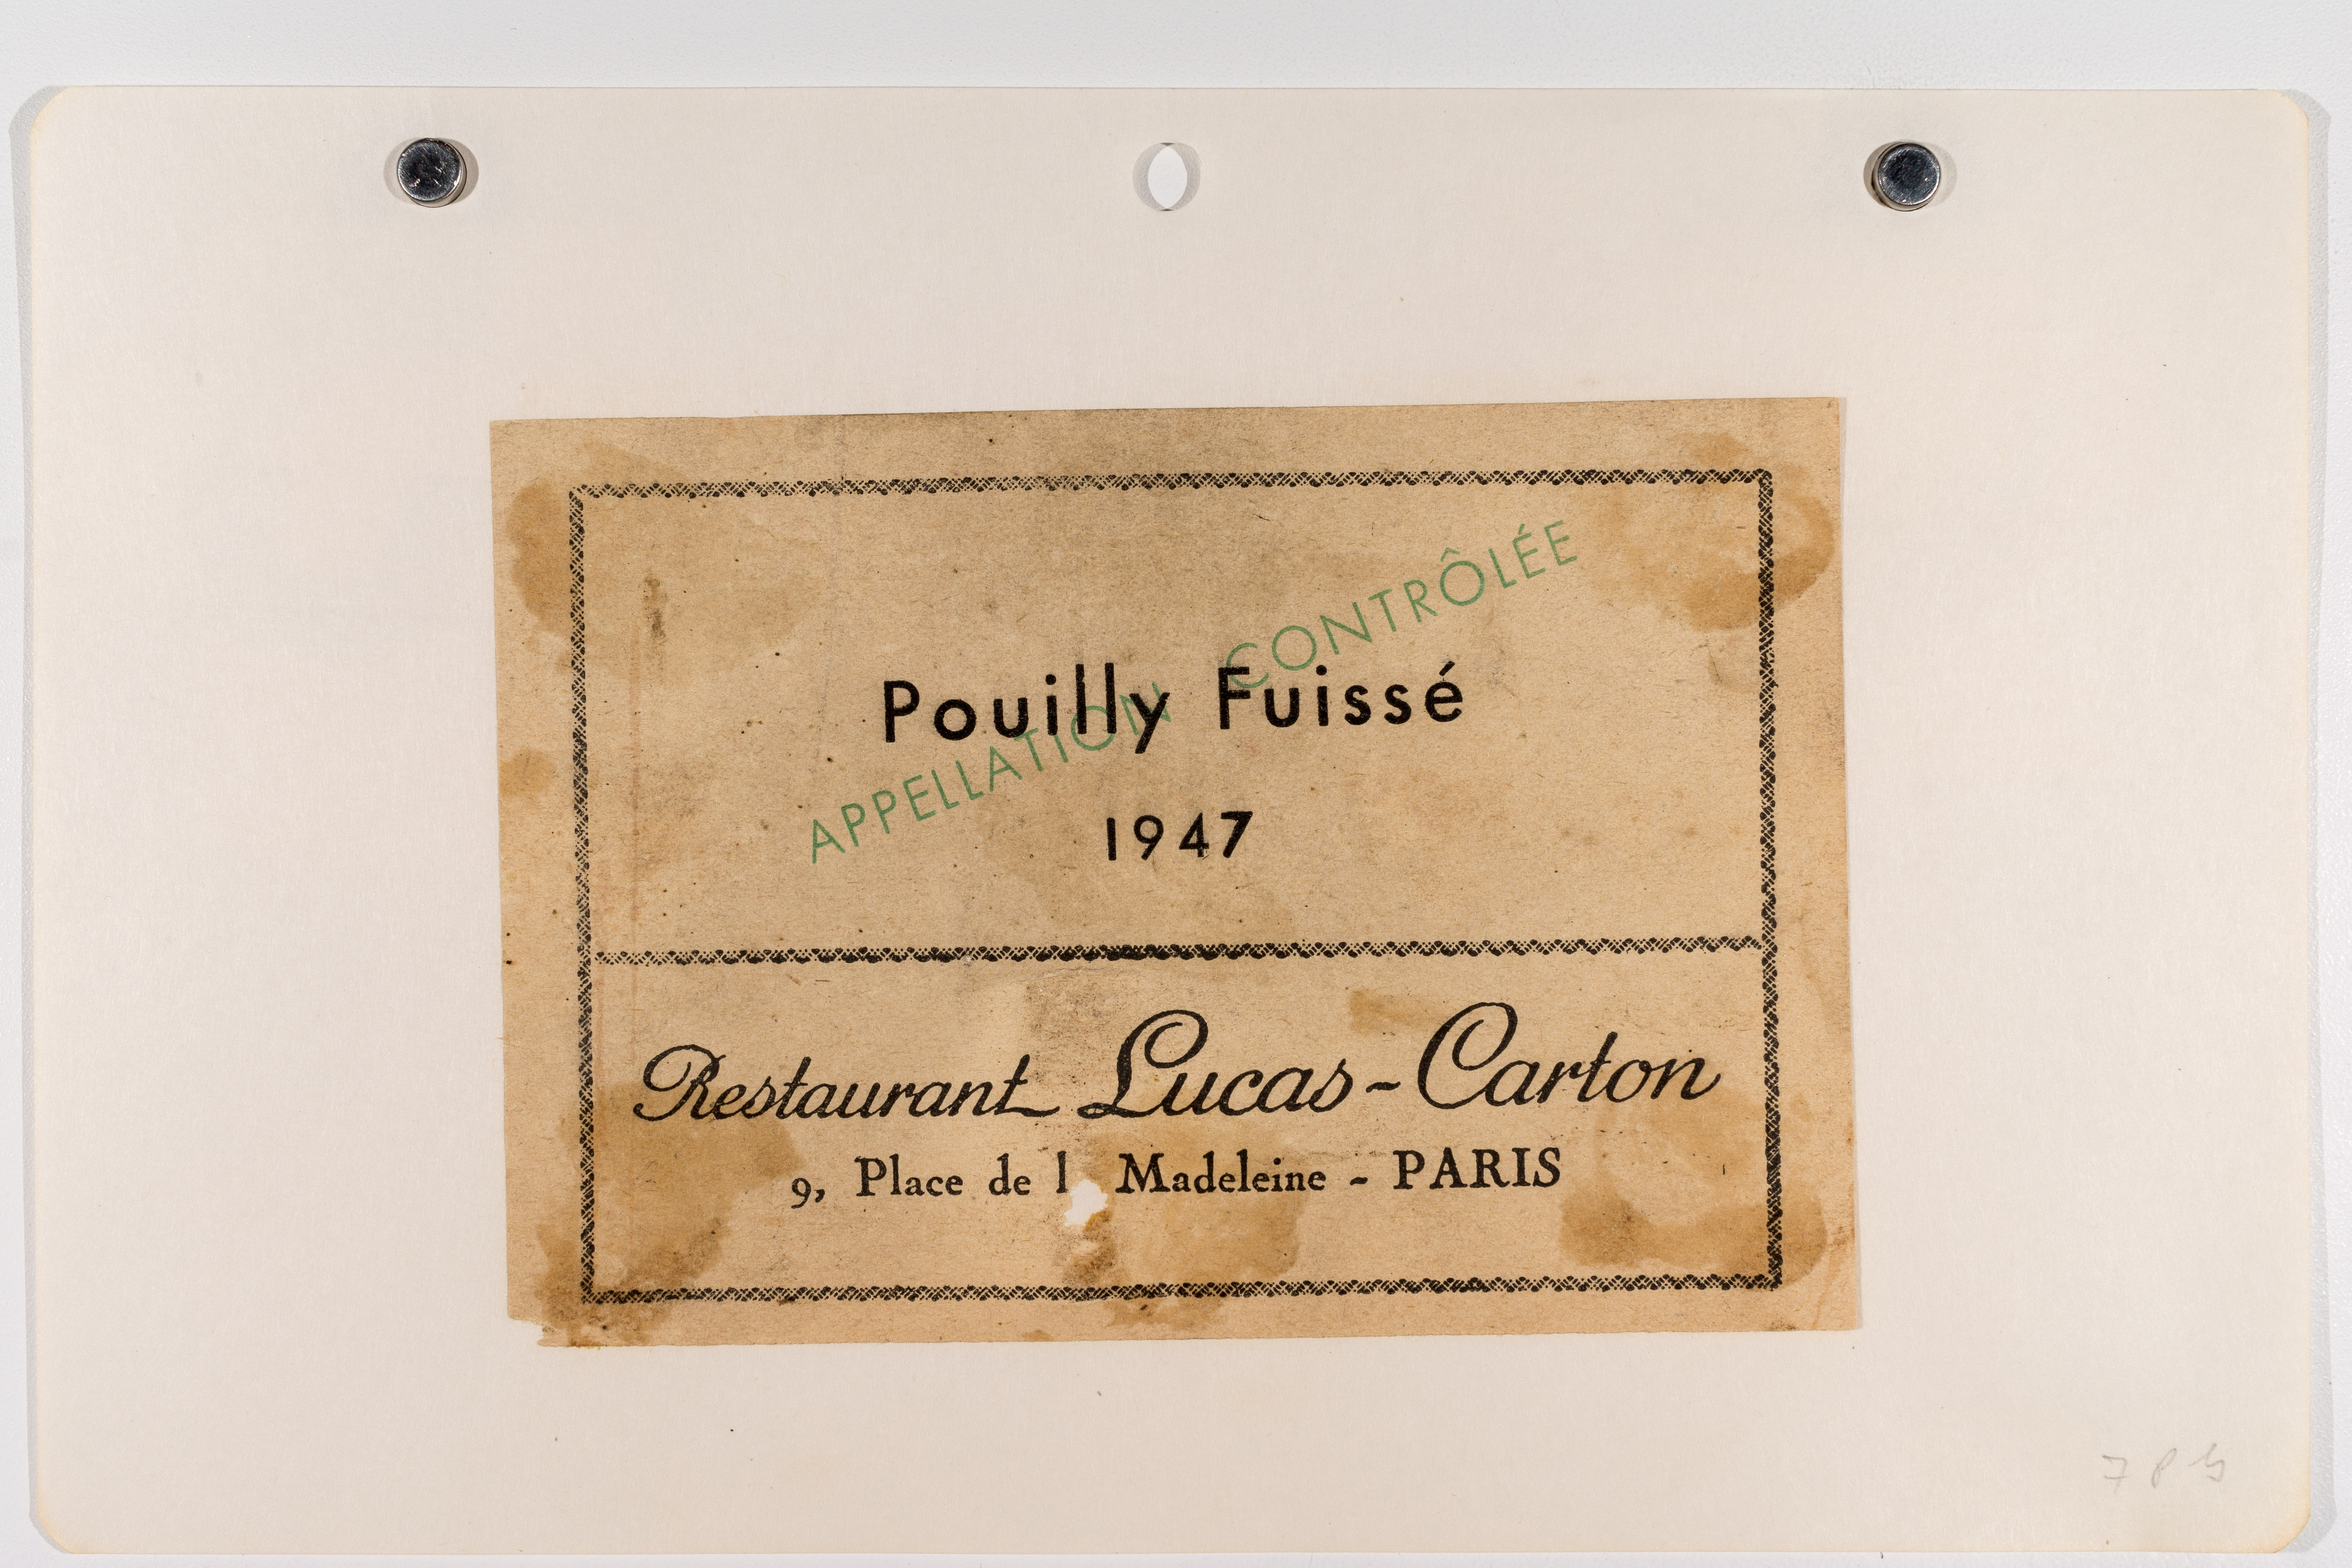 APPELLATION CONTRÔLÉE
Pouilly Fuissé
1947
Restaurant Lucas-Carton
9, Place de l Madeleine - PARIS